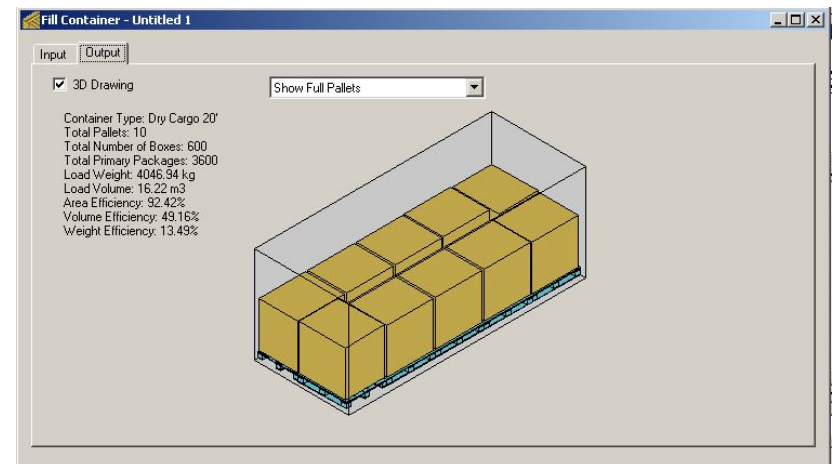 Fill Container - Untitled 1
Input Output
3D Drawing Show Full Pallets
Container Type: Dry Cargo 20'
Total Pallets: 10
Total Number of Boxes: 600
Total Primary Packages: 3600
Load Weight: 4046.94 kg
Load Volume: 16.22 m3
Area Efficiency: 92.42%
Volume Efficiency: 49.16%
Weight Efficiency: 13.49%